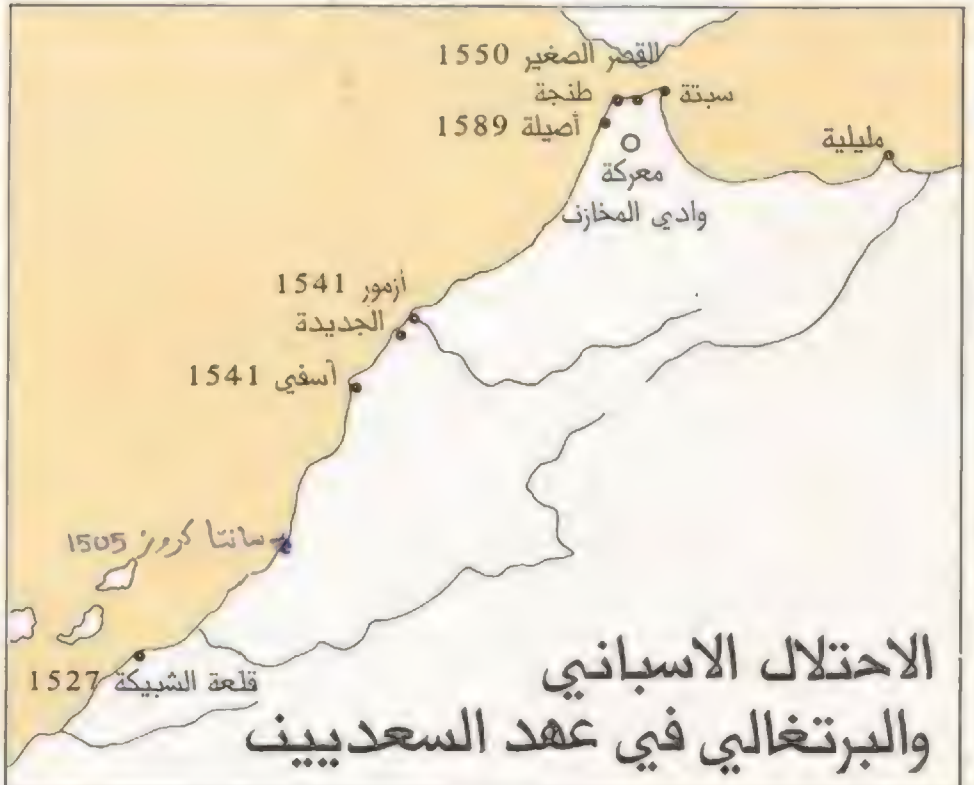 القصر الصغير 1550
طنجة
سبتة
أصيلة 1589
مليلية
معركة
وادي المخازن
أزمور 1541
الجديدة
آسفي 1541
سانتا كروز 1505
قلعة الشبيكة 1527
الاحتلال الاسباني
والبرتغالي في عهد السعديين